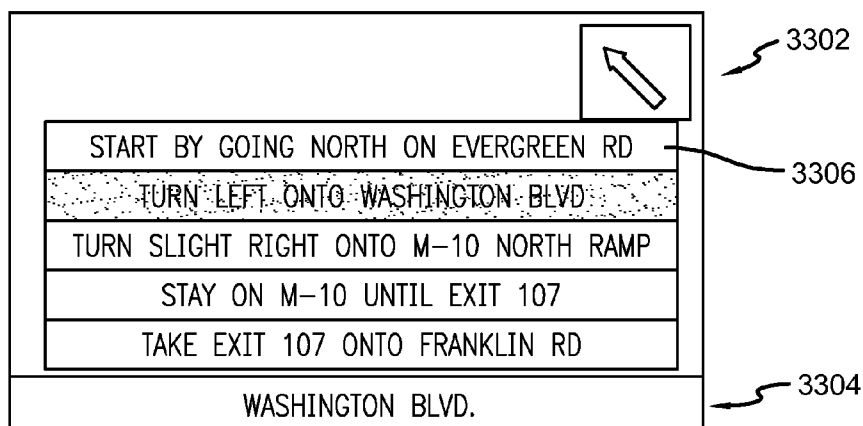 3302
START BY GOING NORTH ON EVERGREEN RD
3306
TURN LEFT ONTO WASHINGTON BLVD
TURN SLIGHT RIGHT ONTO M-10 NORTH RAMP
STAY ON M-10 UNTIL EXIT 107
TAKE EXIT 107 ONTO FRANKLIN RD
3304
WASHINGTON BLVD.